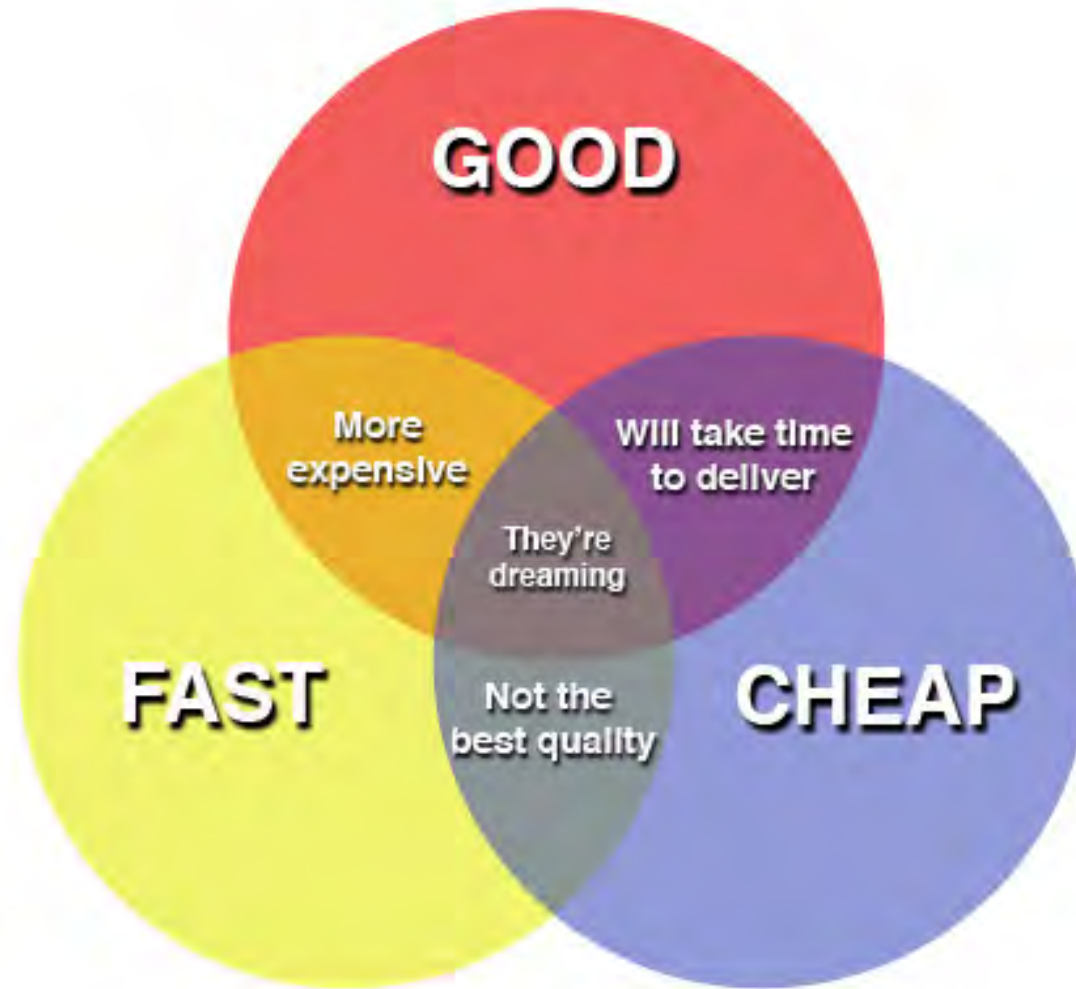 GOOD
More
expensive
Will take time
to deliver
They're
dreaming
FAST
Not the
best quality
CHEAP